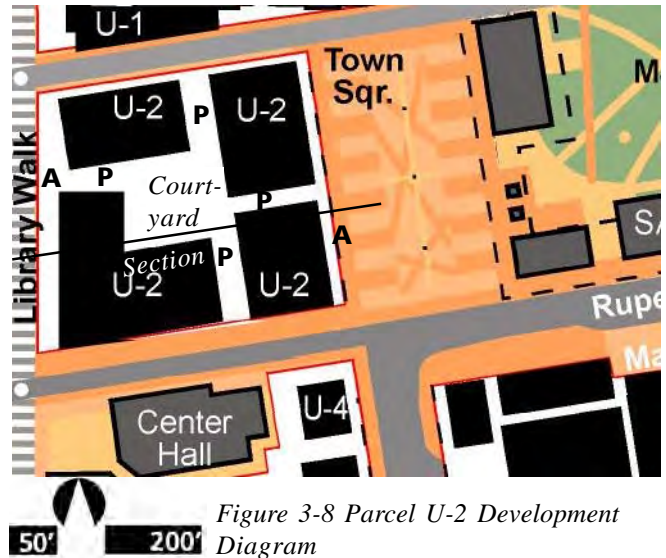 U-1
Town
Sqr.
M
U-2
P
U-2
Library Walk
A
P
Court-
yard
P
A
Section
P
U-2
U-2
SA
Rupe
Ma
Center
Hall
U-4
50'
200'
Figure 3-8 Parcel U-2 Development
Diagram